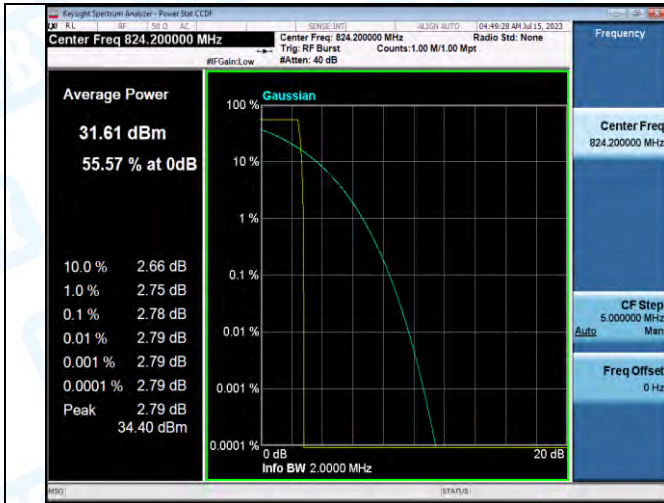 Keysight Spectrum Analyzer - Power Stat CCDF
RL RF 50 Ω AC SENSE:INT ALIGN AUTO 04:49:28 AM Jul 15, 2023
Center Freq 824.200000 MHz
Center Freq: 824.200000 MHz Radio Std: None
Trig: RF Burst Counts:1.00 M/1.00 Mpt
#IFGain:Low #Atten: 40 dB
Frequency
Average Power
31.61 dBm
55.57 % at 0dB
10.0 % 2.66 dB
1.0 % 2.75 dB
0.1 % 2.78 dB
0.01 % 2.79 dB
0.001 % 2.79 dB
0.0001 % 2.79 dB
Peak 2.79 dB
34.40 dBm
Gaussian
100 %
10 %
1 %
0.1 %
0.01 %
0.001 %
0.0001 %
0 dB 20 dB
Info BW 2.0000 MHz
Center Freq
824.200000 MHz
CF Step
5.000000 MHz
Auto Man
Freq Offset
0 Hz
MSG STATUS